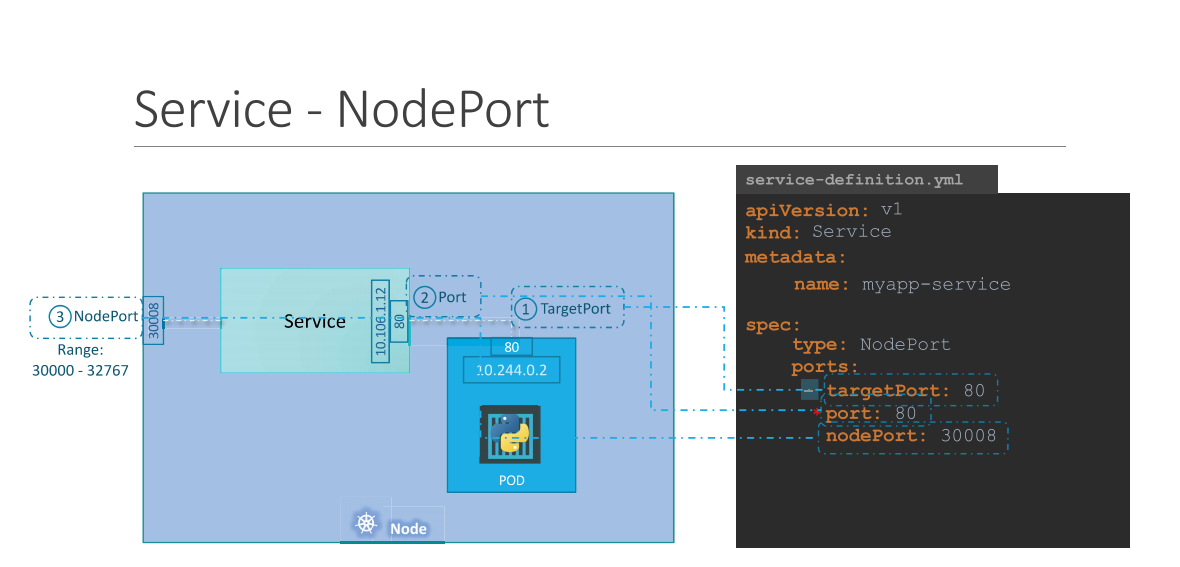 Service - NodePort
service-definition.yml
apiVersion: v1
kind: Service
metadata:
name: myapp-service
spec:
type: NodePort
ports:
- targetPort: 80
* port: 80
nodePort: 30008
3 NodePort
Range:
30000 - 32767
30008
Service
10.106.1.12
80
2 Port
1 TargetPort
80
10.244.0.2
POD
Node